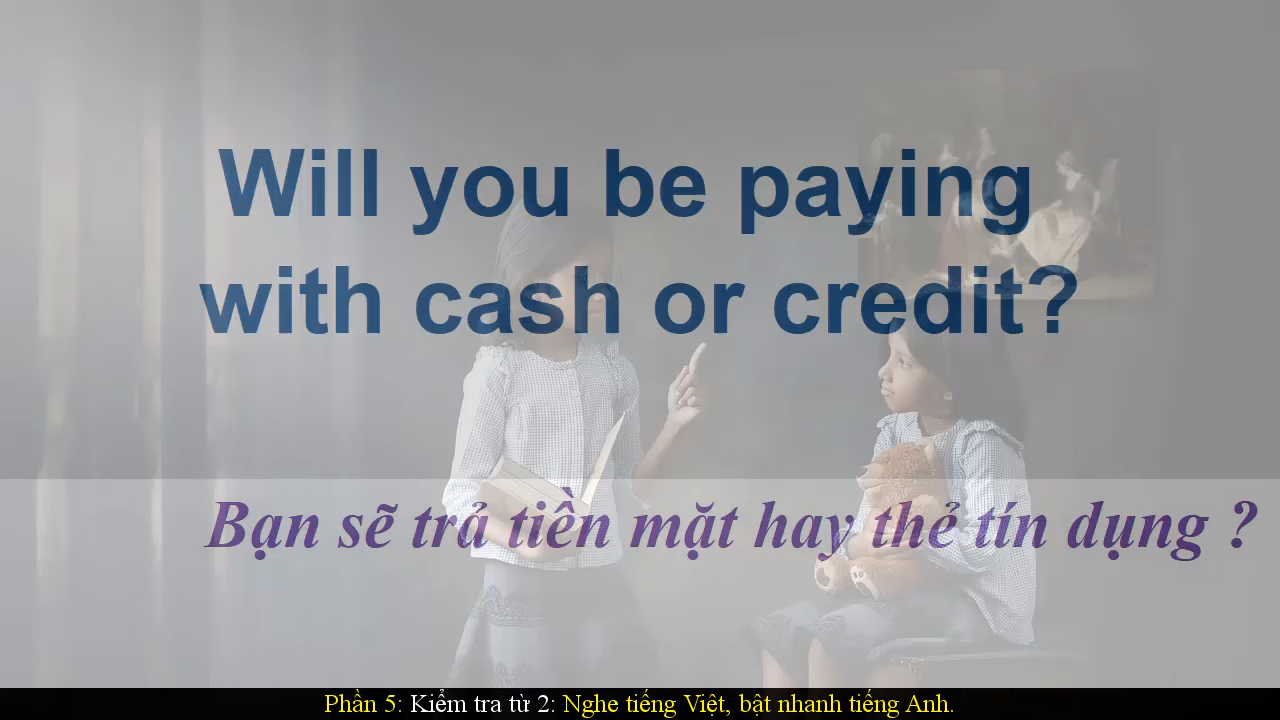 Will you be paying
with cash or credit?
Bạn sẽ trả tiền mặt hay thẻ tín dụng ?
Phần 5: Kiểm tra từ 2: Nghe tiếng Việt, bật nhanh tiếng Anh.